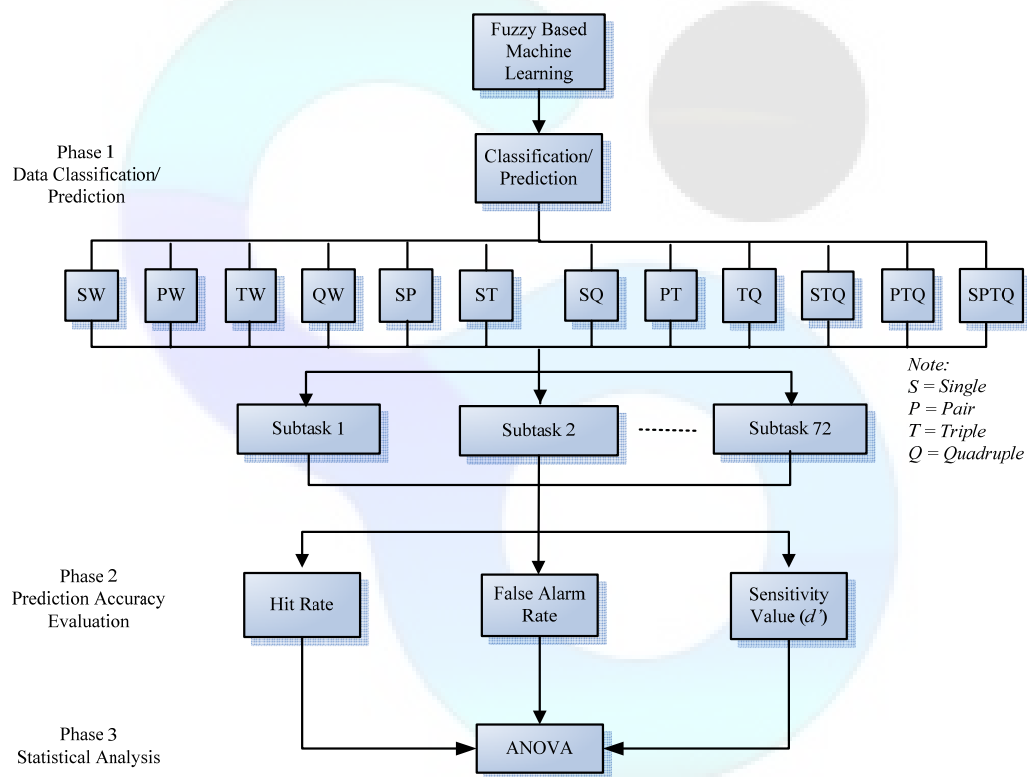 Fuzzy Based
Machine
Learning
Phase 1
Data Classification/
Prediction
Classification/
Prediction
SW PW TW QW SP ST SQ PT TQ STQ PTQ SPTQ
Note:
S = Single
P = Pair
T = Triple
Q = Quadruple
Subtask 1 Subtask 2 Subtask 72
Phase 2
Prediction Accuracy
Evaluation
Hit Rate
False Alarm
Rate
Sensitivity
Value (d’)
Phase 3
Statistical Analysis
ANOVA